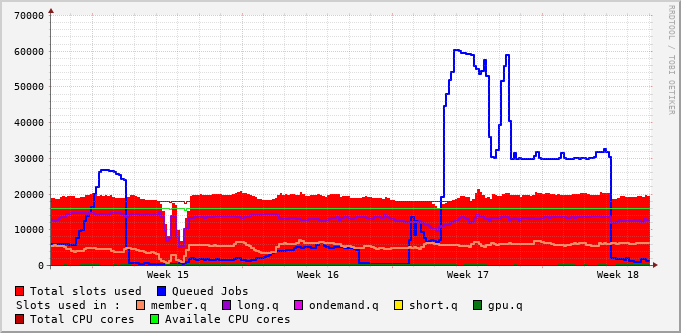 70000
60000
50000
40000
30000
20000
10000
0
Week 15 Week 16 Week 17 Week 18
RRDTOOL / TOBI OETIKER
Total slots used Queued Jobs
Slots used in : member.q long.q ondemand.q short.q gpu.q
Total CPU cores Availale CPU cores